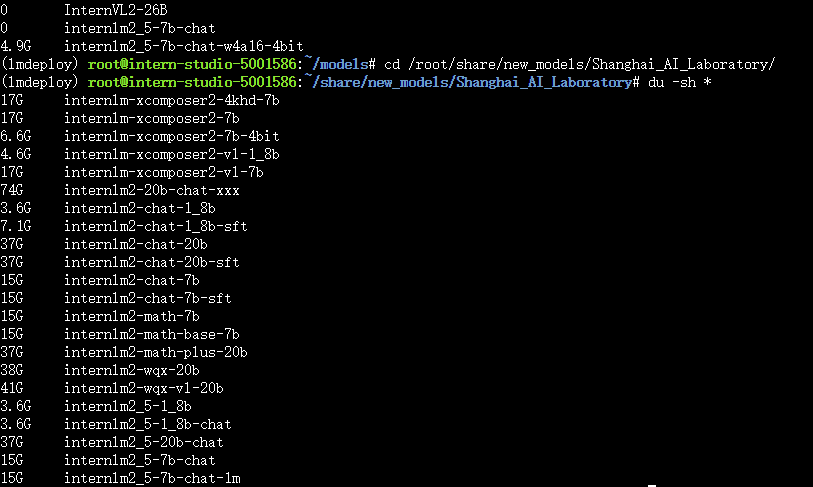 0 InternVL2-26B
0 internlm2_5-7b-chat
4.9G internlm2_5-7b-chat-w4a16-4bit
(lmdeploy) root@intern-studio-5001586:~/models# cd /root/share/new_models/Shanghai_AI_Laboratory/
(lmdeploy) root@intern-studio-5001586:~/share/new_models/Shanghai_AI_Laboratory# du -sh *
17G internlm-xcomposer2-4khd-7b
17G internlm-xcomposer2-7b
6.6G internlm-xcomposer2-7b-4bit
4.6G internlm-xcomposer2-vl-1_8b
17G internlm-xcomposer2-vl-7b
74G internlm2-20b-chat-xxx
3.6G internlm2-chat-1_8b
7.1G internlm2-chat-1_8b-sft
37G internlm2-chat-20b
37G internlm2-chat-20b-sft
15G internlm2-chat-7b
15G internlm2-chat-7b-sft
15G internlm2-math-7b
15G internlm2-math-base-7b
37G internlm2-math-plus-20b
38G internlm2-wqx-20b
41G internlm2-wqx-vl-20b
3.6G internlm2_5-1_8b
3.6G internlm2_5-1_8b-chat
37G internlm2_5-20b-chat
15G internlm2_5-7b-chat
15G internlm2_5-7b-chat-1m